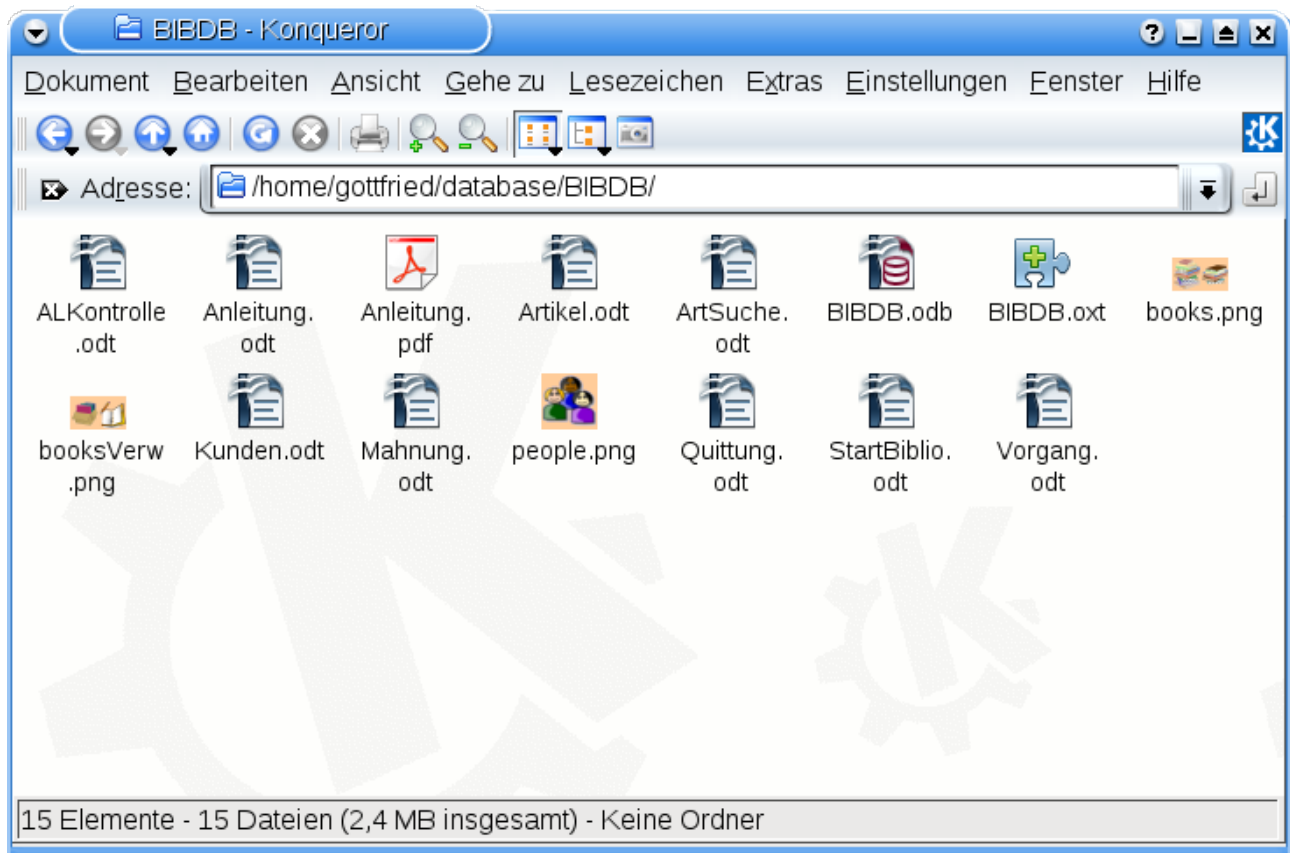 BIBDB - Konqueror
Dokument Bearbeiten Ansicht Gehe zu Lesezeichen Extras Einstellungen Fenster Hilfe
Adresse: /home/gottfried/database/BIBDB/
ALKontrolle
.odt
Anleitung.
odt
Anleitung.
pdf
Artikel.odt
ArtSuche.
odt
BIBDB.odb
BIBDB.oxt
books.png
booksVerw
.png
Kunden.odt
Mahnung.
odt
people.png
Quittung.
odt
StartBiblio.
odt
Vorgang.
odt
15 Elemente - 15 Dateien (2,4 MB insgesamt) - Keine Ordner